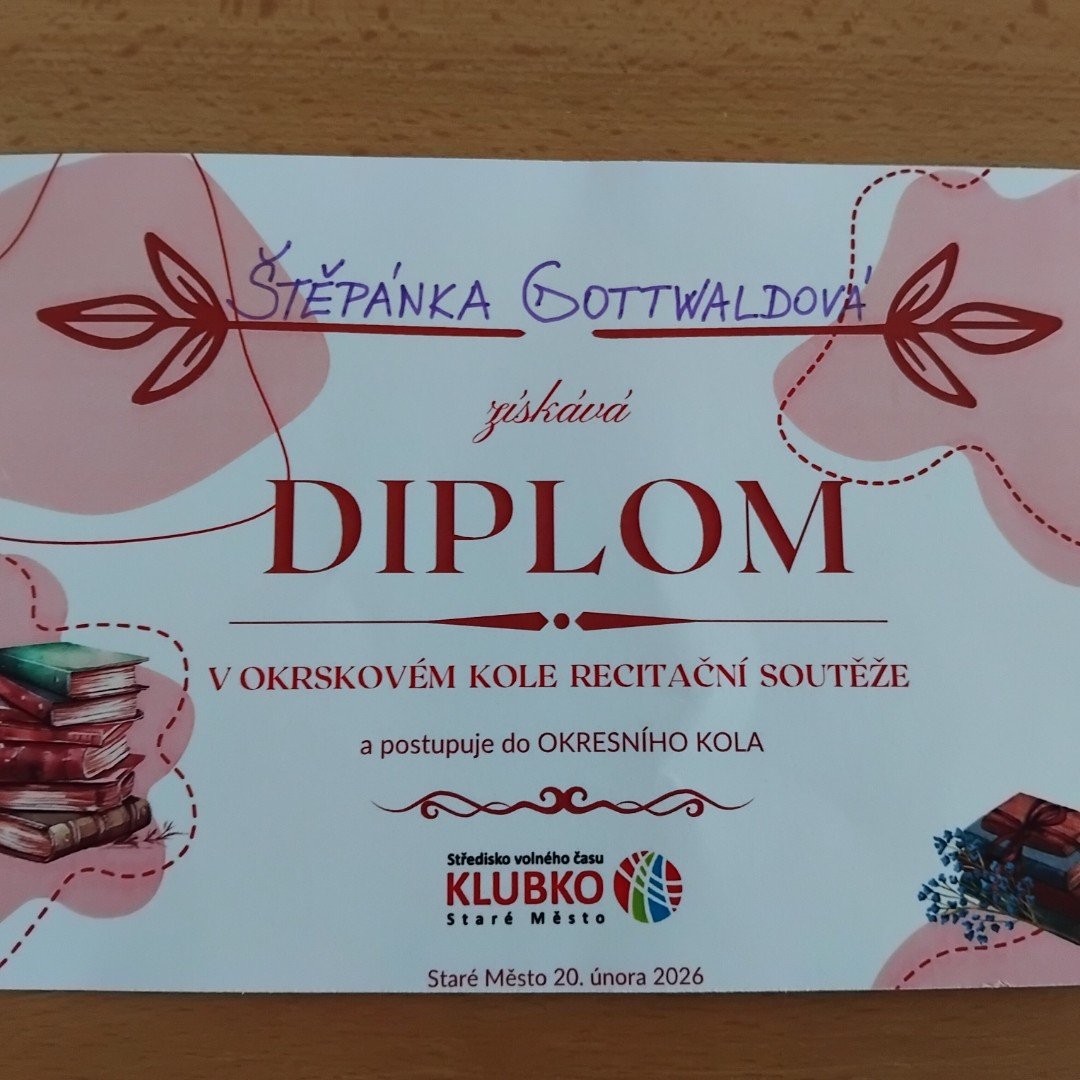 ŠTĚPÁNKA GOTTWALDOVÁ
získává
DIPLOM
V OKRSKOVÉM KOLE RECITAČNÍ SOUTĚŽE
a postupuje do OKRESNÍHO KOLA
Středisko volného času
KLUBKO
Staré Město
Staré Město 20. února 2026